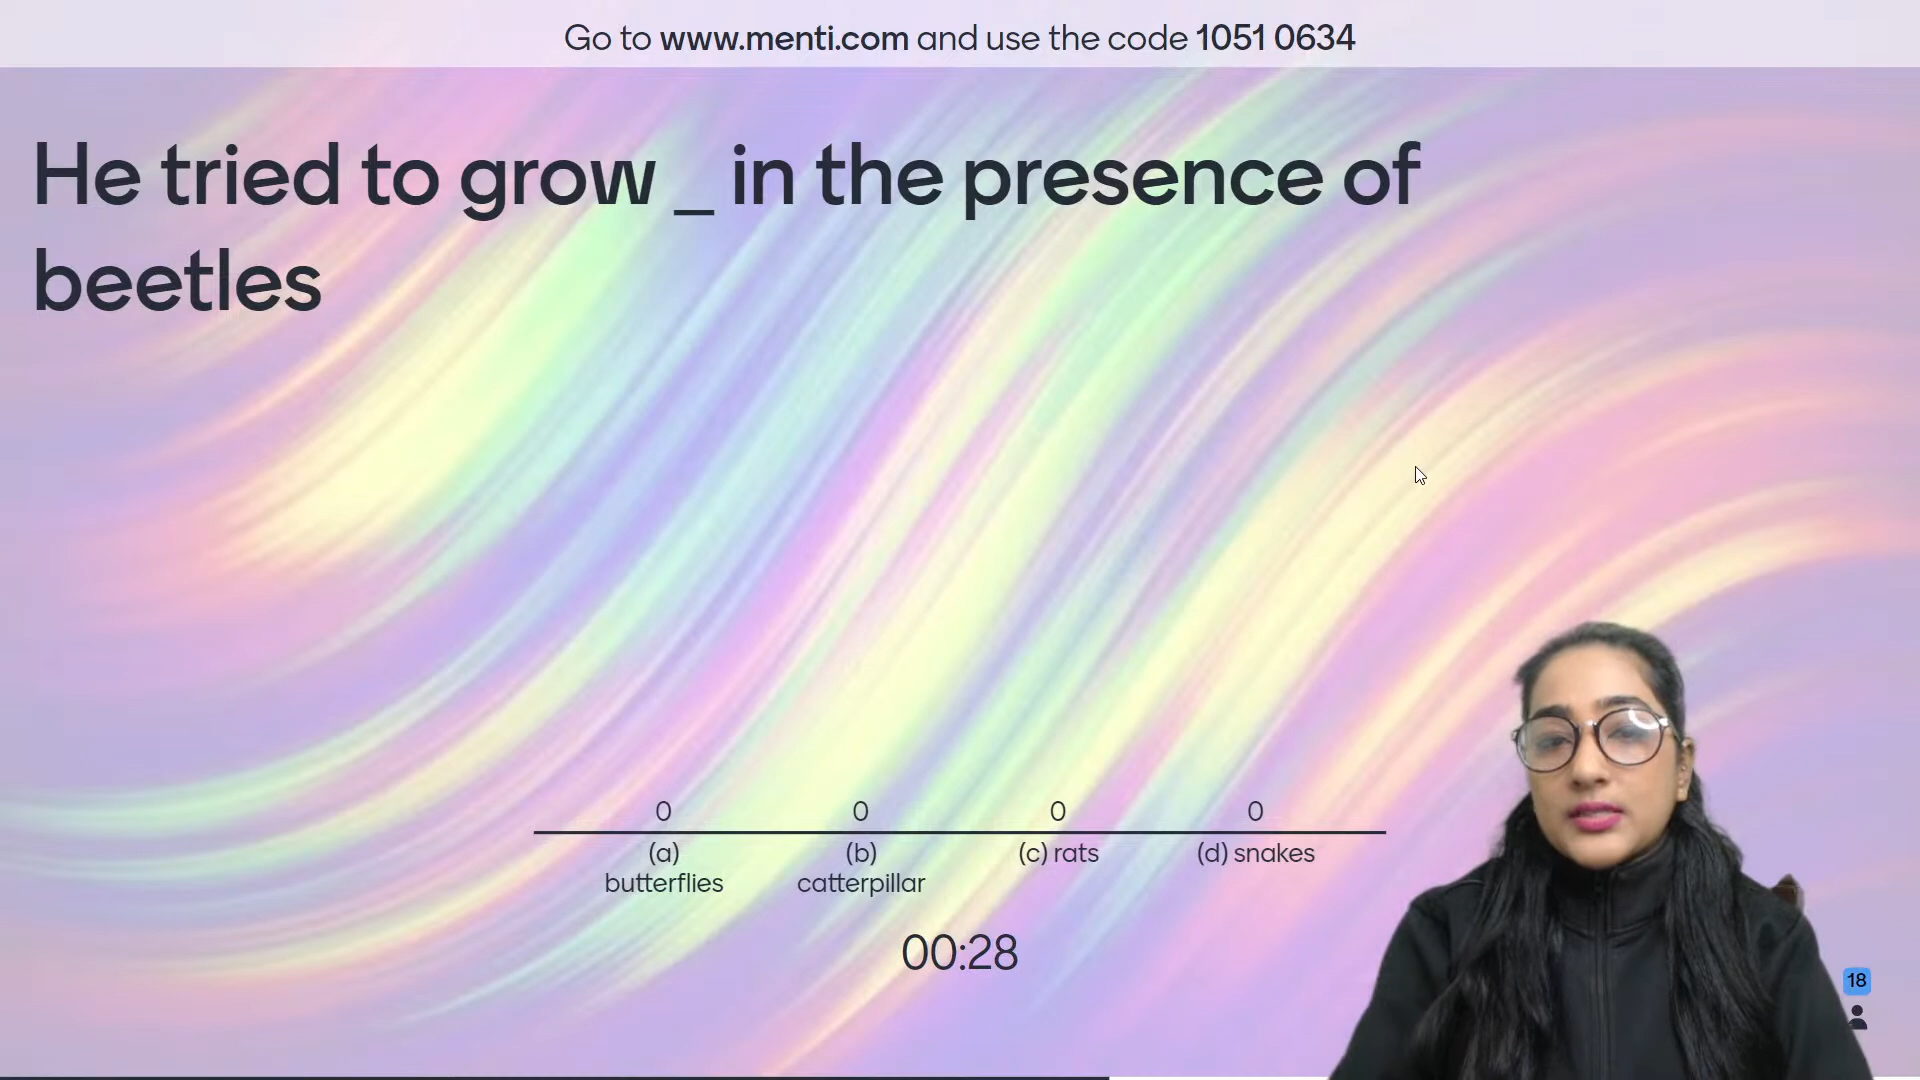 Go to www.menti.com and use the code 1051 0634
He tried to grow _ in the presence of
beetles
0 0 0 0
(a) (b) (c) rats (d) snakes
butterflies catterpillar
00:28
18